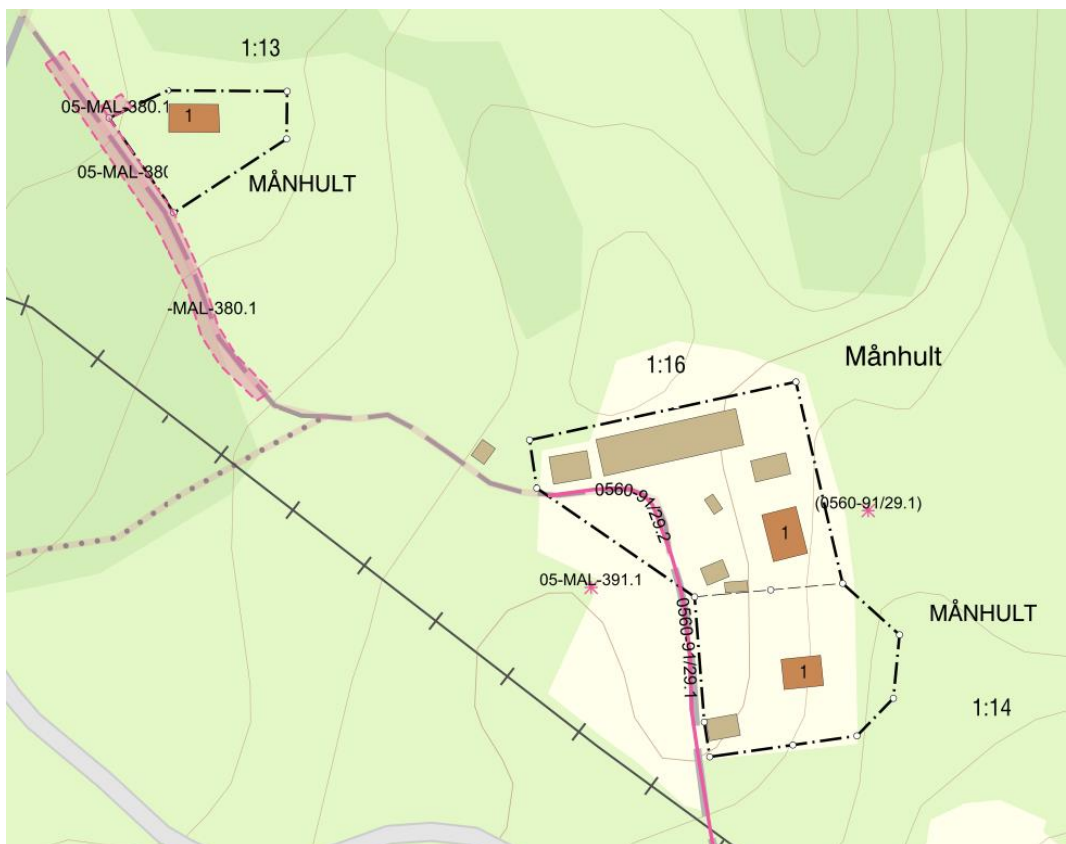 1:13
05-MAL-380.1
1
05-MAL-380
MÅNHULT
-MAL-380.1
1:16
Månhult
0560-91/29.2
(0560-91/29.1)
1
05-MAL-391.1
0560-91/29.1
MÅNHULT
1
1:14